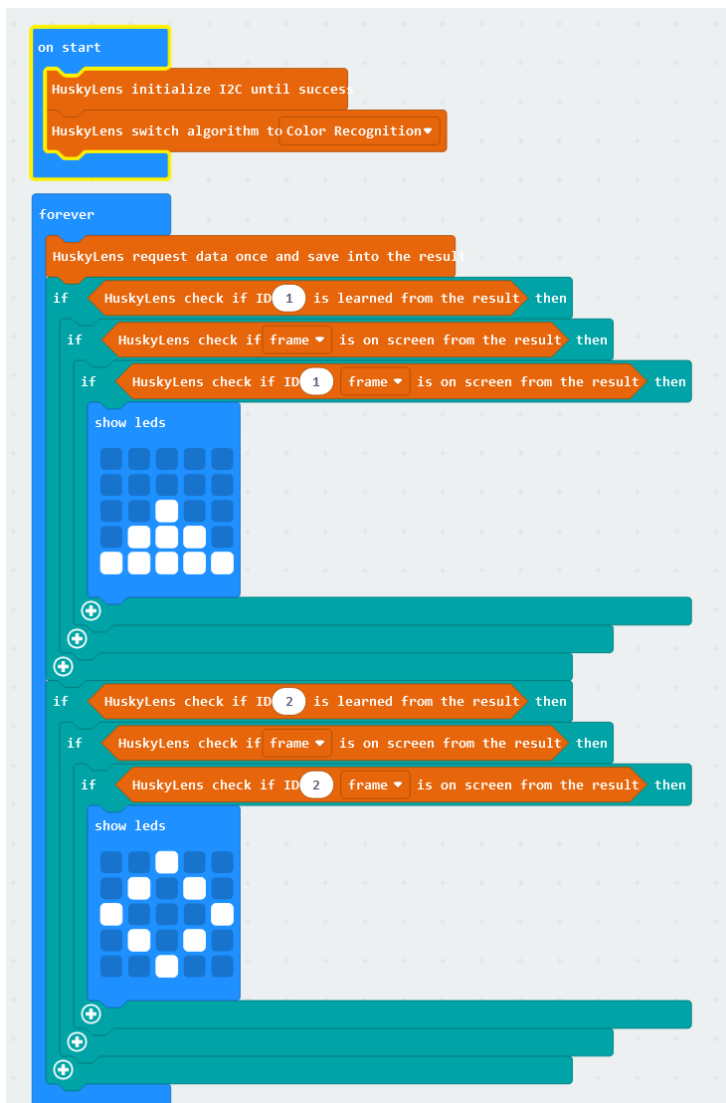 on start
HuskyLens initialize I2C until success
HuskyLens switch algorithm to Color Recognition
forever
HuskyLens request data once and save into the result
if HuskyLens check if ID 1 is learned from the result then
if HuskyLens check if frame is on screen from the result then
if HuskyLens check if ID 1 frame is on screen from the result then
show leds
if HuskyLens check if ID 2 is learned from the result then
if HuskyLens check if frame is on screen from the result then
if HuskyLens check if ID 2 frame is on screen from the result then
show leds